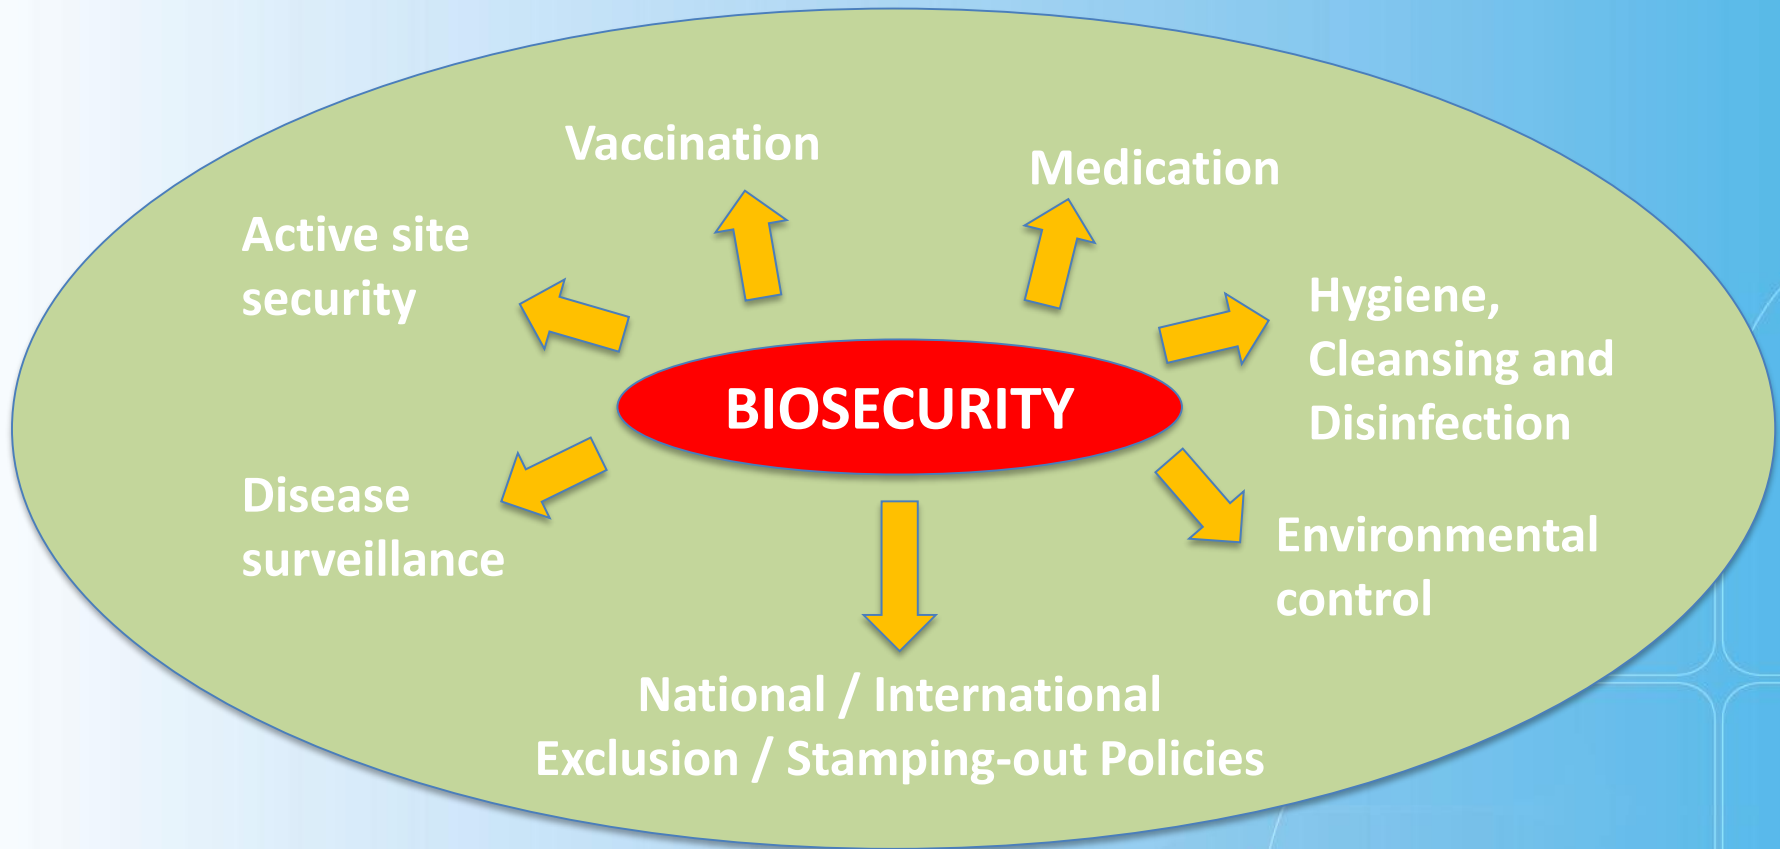 Vaccination
Medication
Active site
security
Hygiene,
Cleansing and
Disinfection
BIOSECURITY
Disease
surveillance
Environmental
control
National / International
Exclusion / Stamping-out Policies